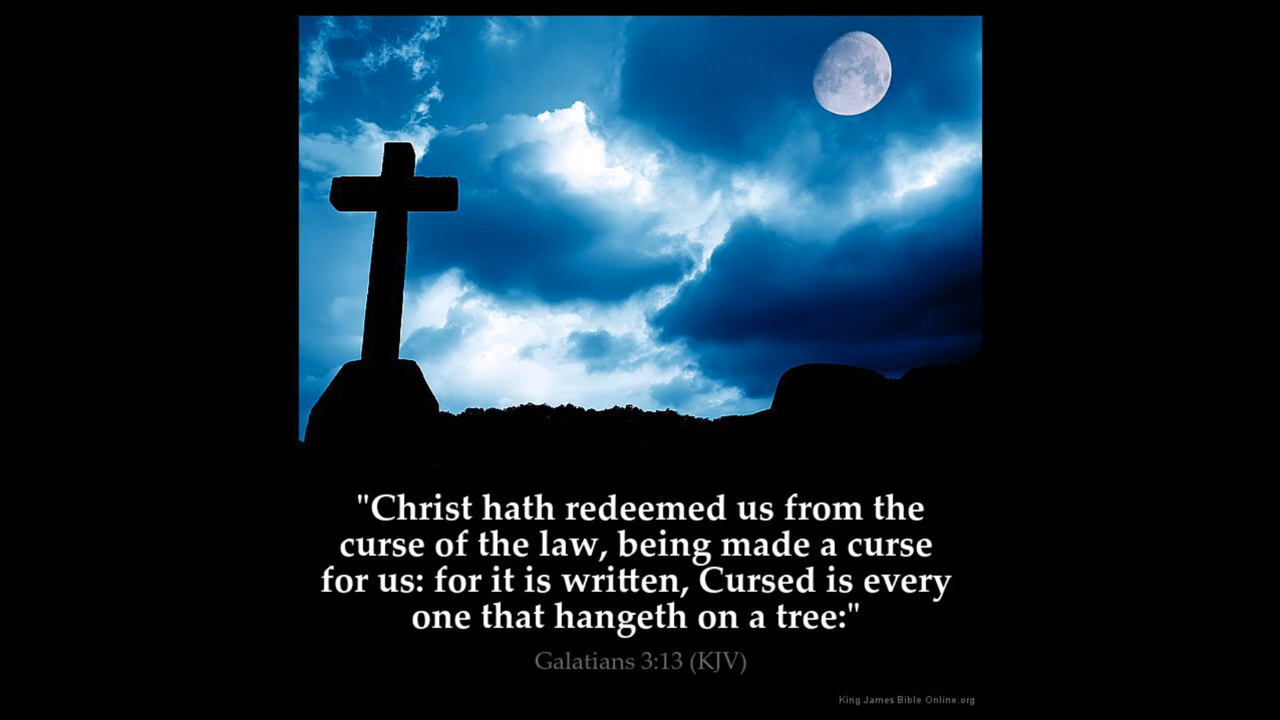 "Christ hath redeemed us from the
curse of the law, being made a curse
for us: for it is written, Cursed is every
one that hangeth on a tree:"
Galatians 3:13 (KJV)
King James Bible Online.org